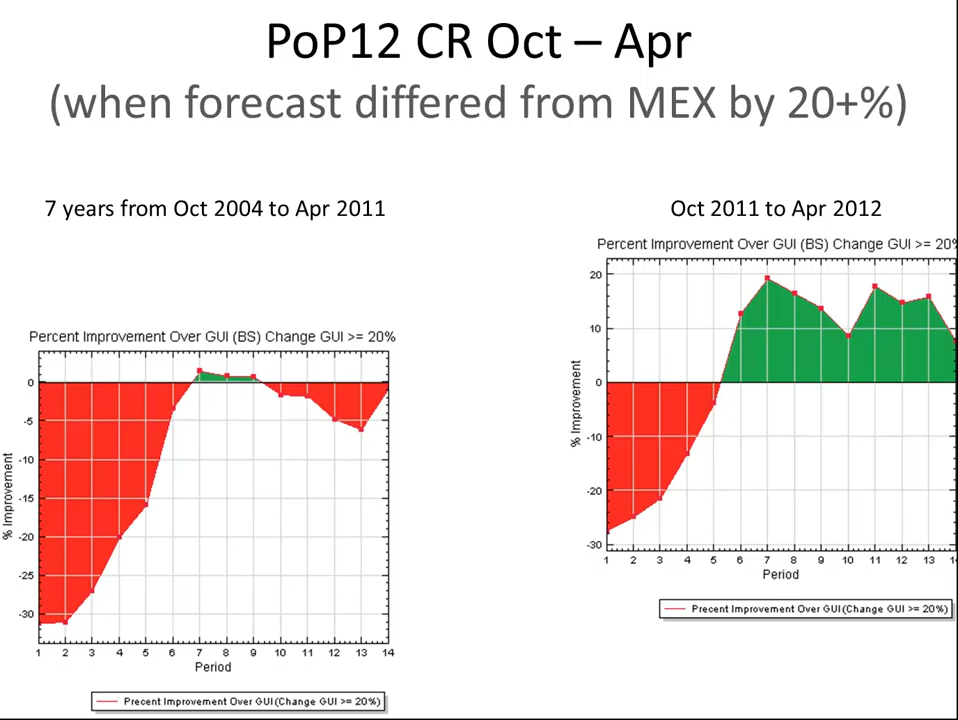 PoP12 CR Oct – Apr
(when forecast differed from MEX by 20+%)
7 years from Oct 2004 to Apr 2011
Percent Improvement Over GUI (BS) Change GUI >= 20%
% Improvement
0
-5
-10
-15
-20
-25
-30
1 2 3 4 5 6 7 8 9 10 11 12 13 14
Period
Precent Improvement Over GUI(Change GUI >= 20%)
Oct 2011 to Apr 2012
Percent Improvement Over GUI (BS) Change GUI >= 20%
% Improvement
20
10
0
-10
-20
-30
1 2 3 4 5 6 7 8 9 10 11 12 13 14
Period
Precent Improvement Over GUI(Change GUI >= 20%)